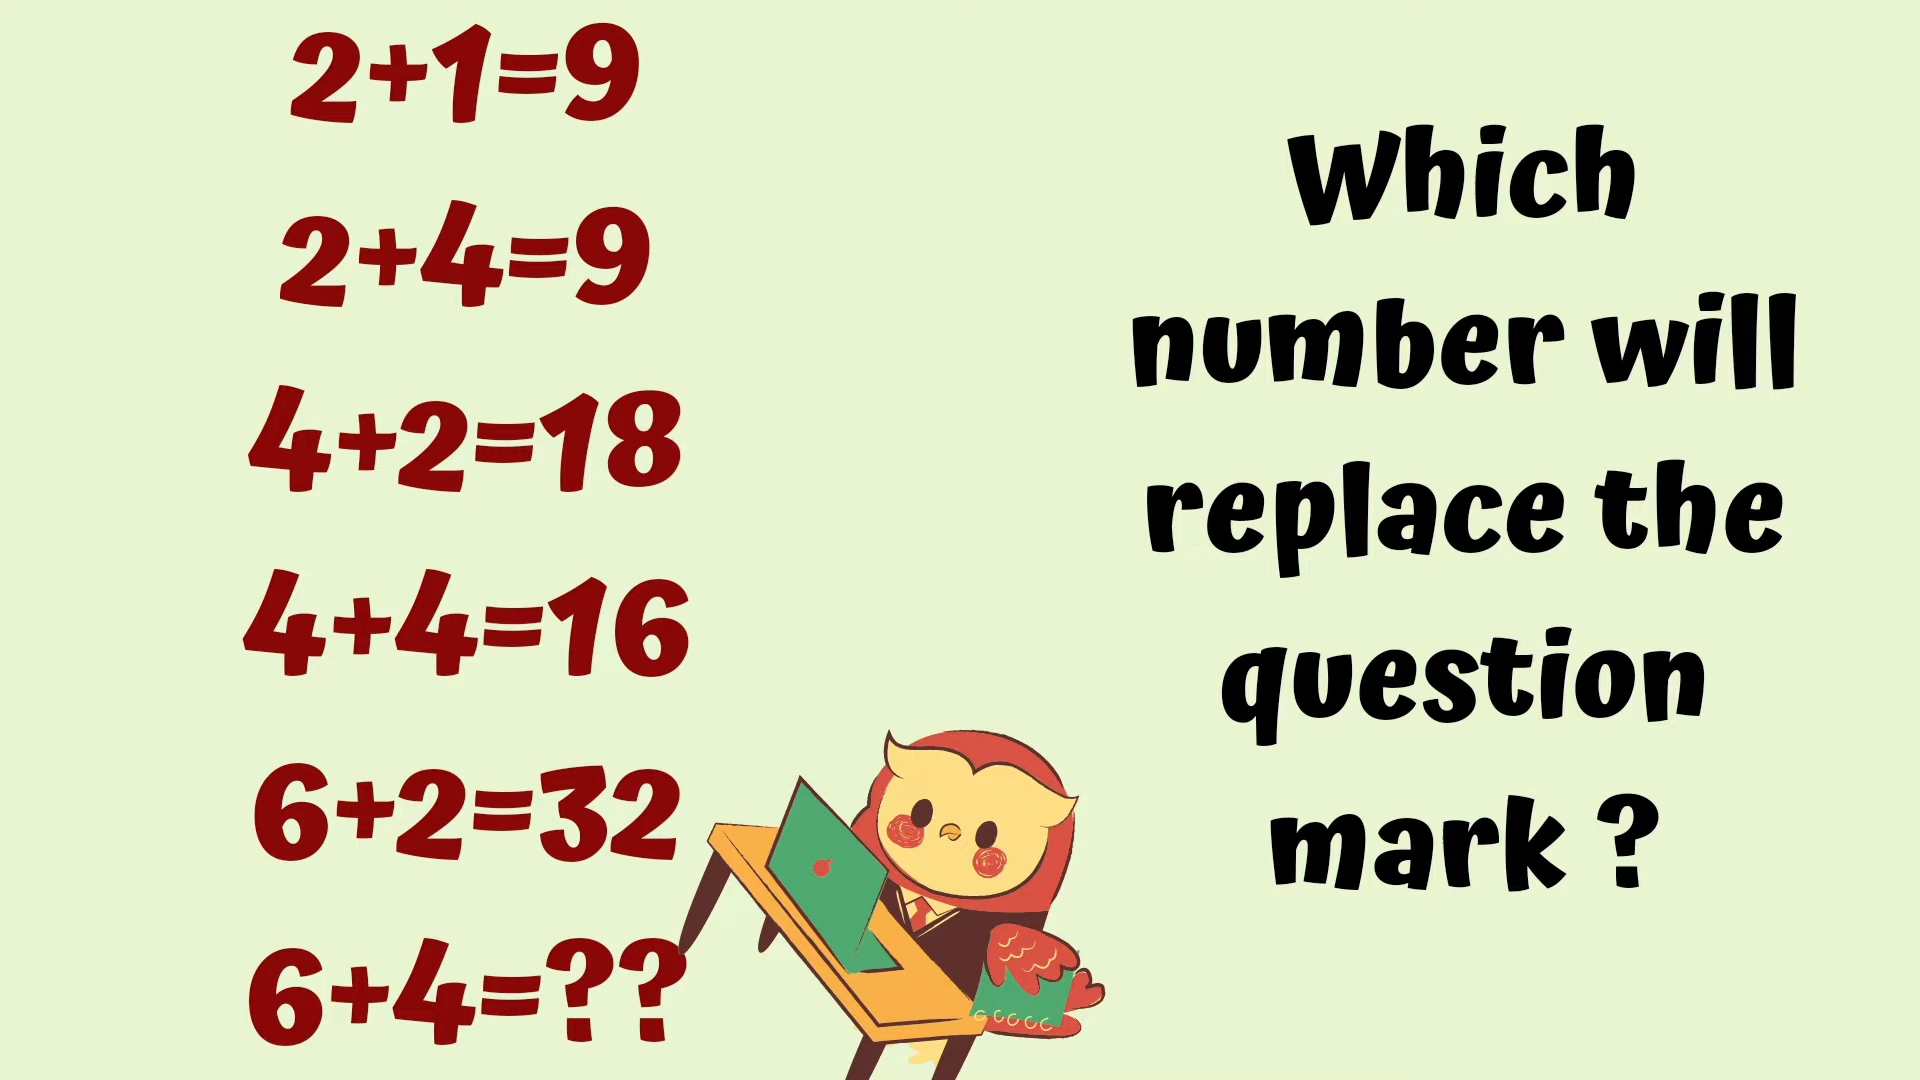 2+1=9
2+4=9
4+2=18
4+4=16
6+2=32
6+4=??
Which
number will
replace the
question
mark ?